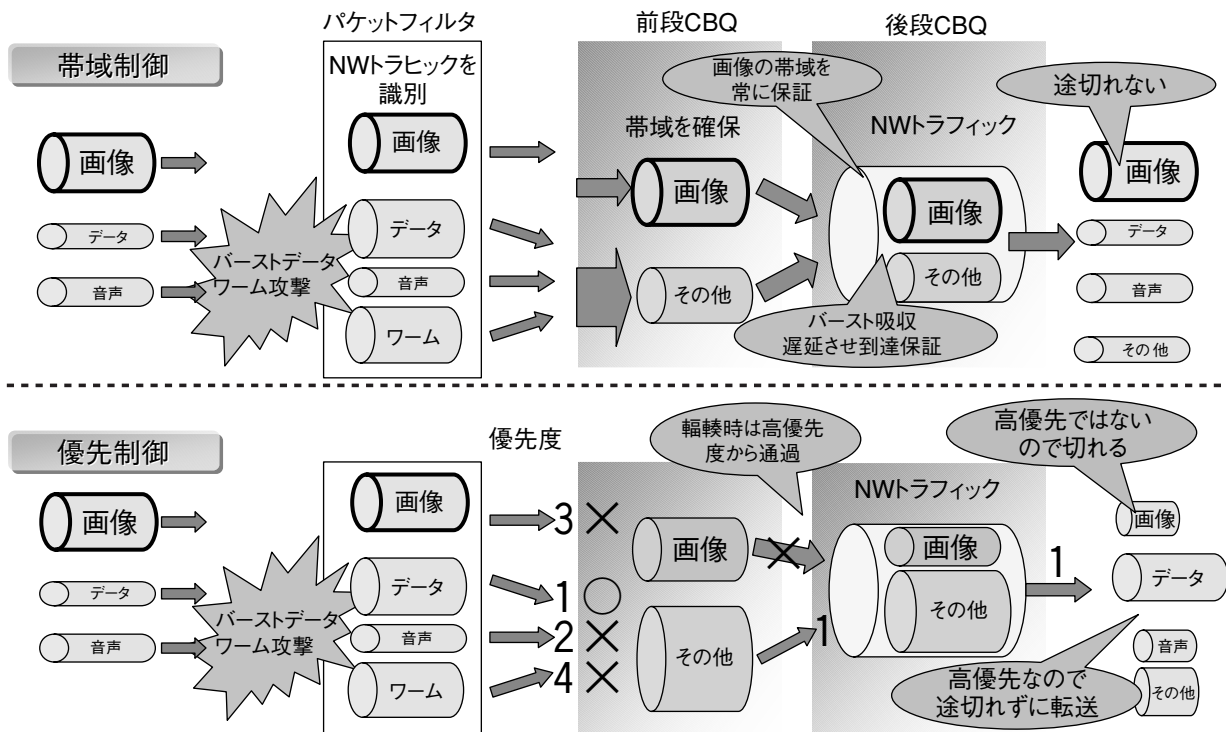 パケットフィルタ
前段CBQ
後段CBQ
帯域制御
NWトラヒックを
識別
画像の帯域を
常に保証
途切れない
帯域を確保
NWトラフィック
画像
データ
音声
バーストデータ
ワーム攻撃
画像
データ
音声
ワーム
画像
その他
画像
その他
バースト吸収
遅延させ到達保証
画像
データ
音声
その他
優先制御
優先度
輻輳時は高優先
度から通過
高優先ではない
ので切れる
NWトラフィック
画像
データ
音声
バーストデータ
ワーム攻撃
画像
データ
音声
ワーム
3 ×
1 ○
2 ×
4 ×
画像
その他
×
1
画像
その他
1
画像
データ
音声
その他
高優先なので
途切れずに転送